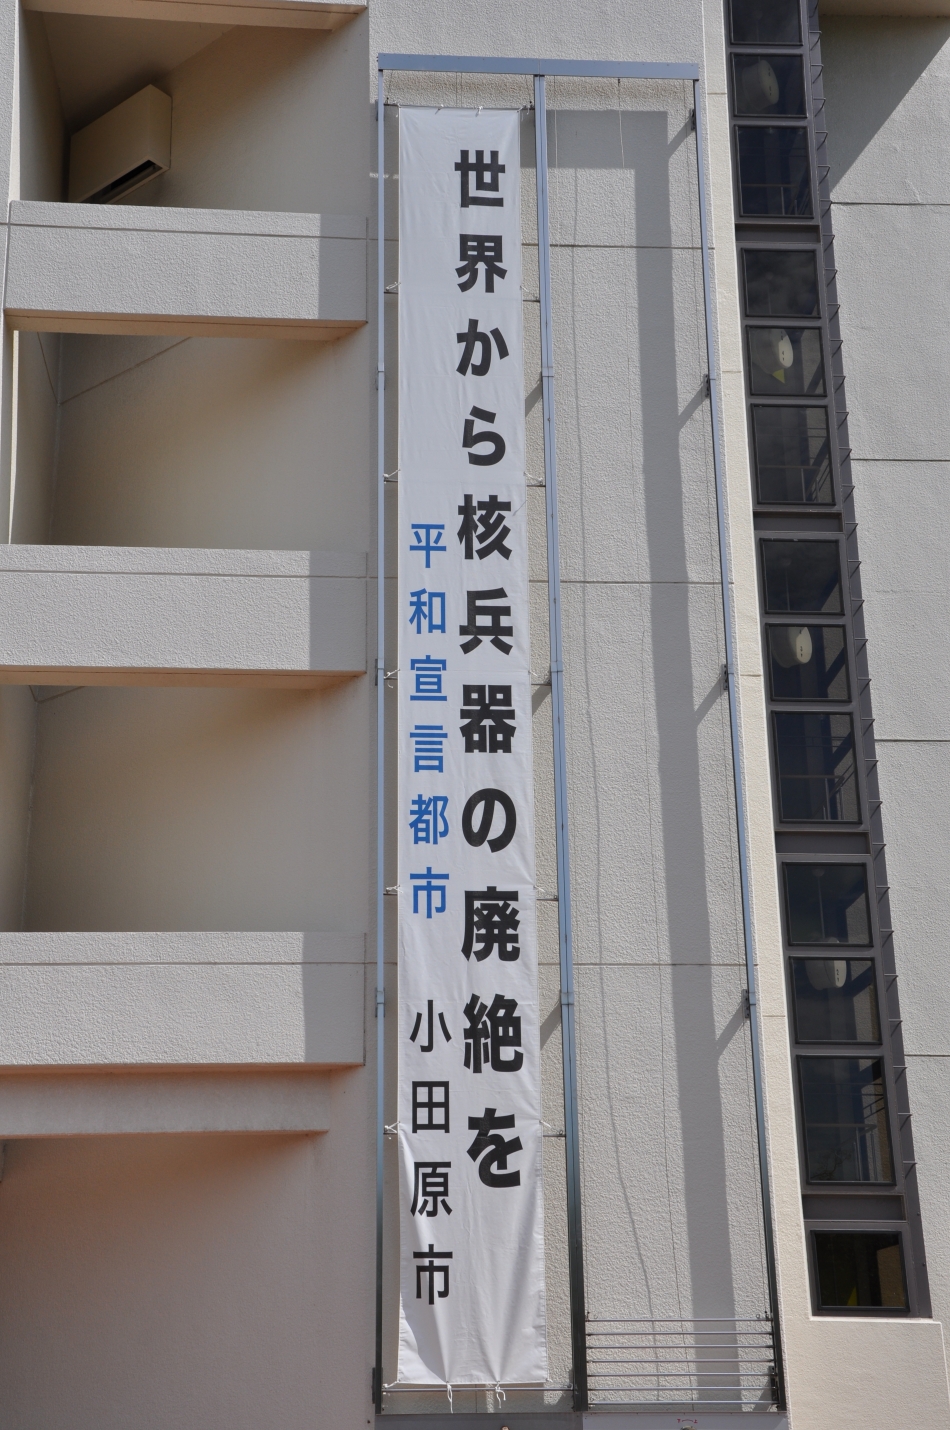 世界から核兵器の廃絶を
平和宣言都市 小田原市